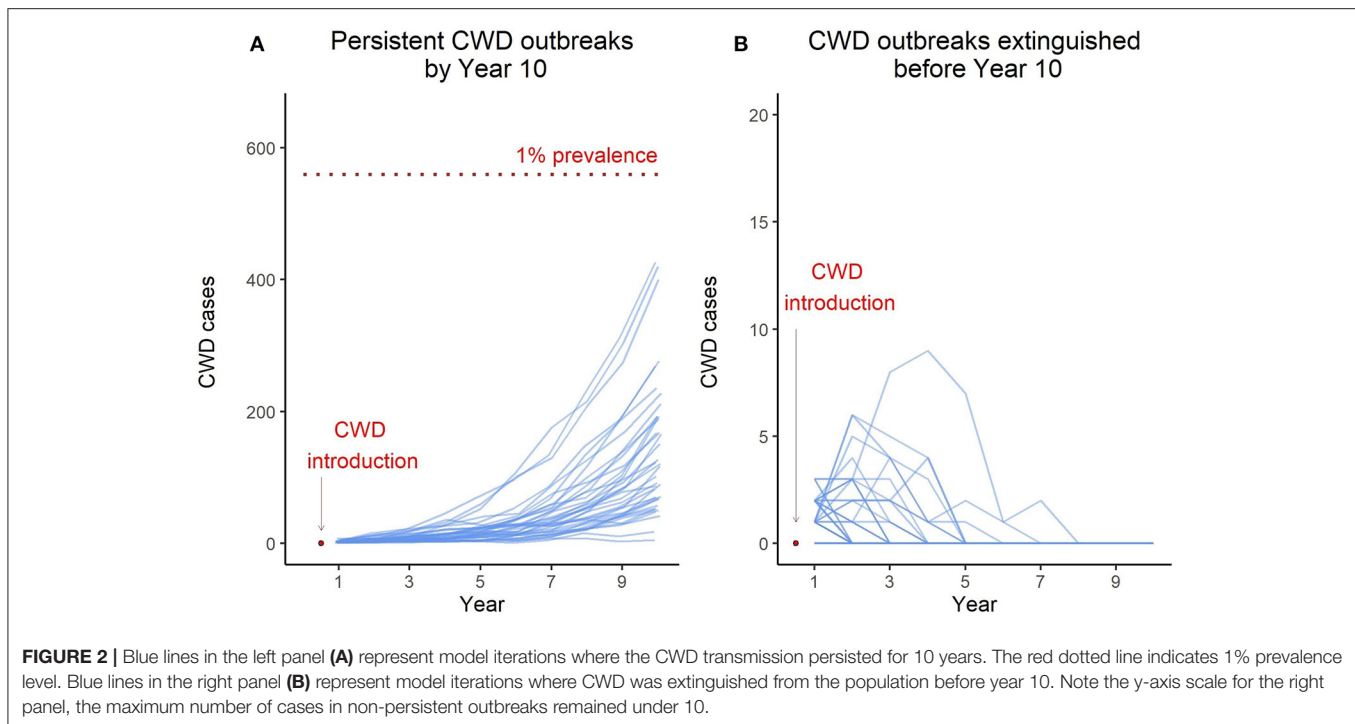 A
Persistent CWD outbreaks
by Year 10
600
400
200
0
CWD cases
1% prevalence
CWD
introduction
1 3 5 7 9
Year
B
CWD outbreaks extinguished
before Year 10
20
15
10
5
0
CWD cases
CWD
introduction
1 3 5 7 9
Year
FIGURE 2 | Blue lines in the left panel (A) represent model iterations where the CWD transmission persisted for 10 years. The red dotted line indicates 1% prevalence
level. Blue lines in the right panel (B) represent model iterations where CWD was extinguished from the population before year 10. Note the y-axis scale for the right
panel, the maximum number of cases in non-persistent outbreaks remained under 10.